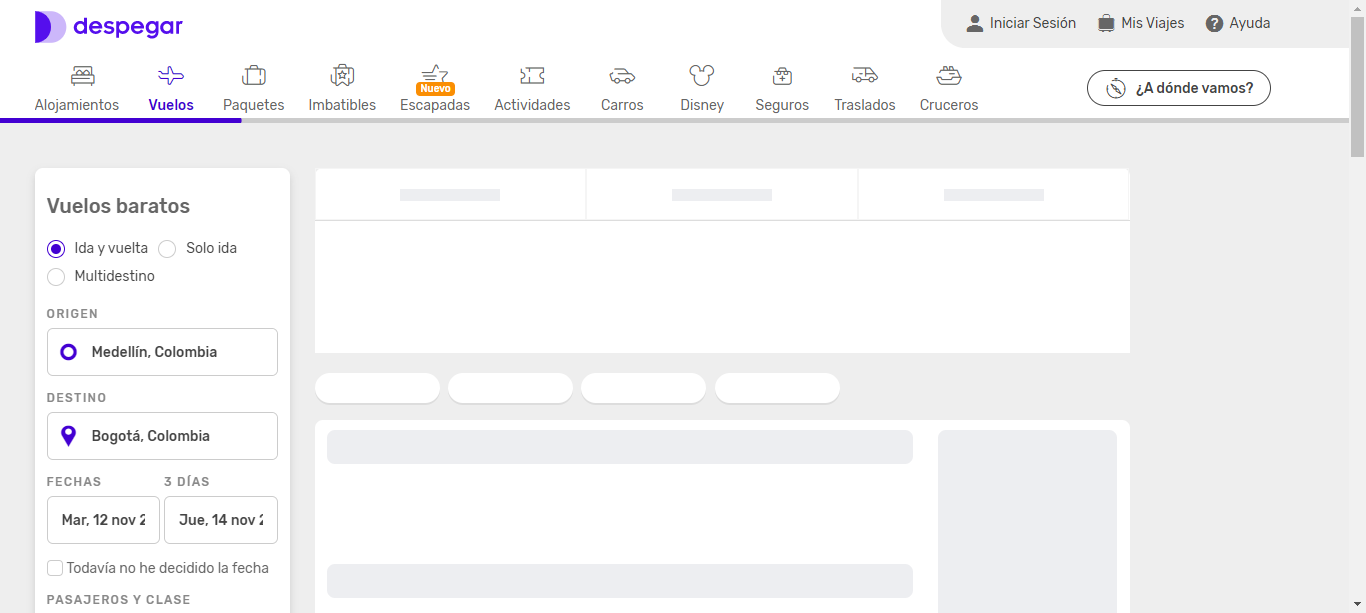 despegar
Iniciar Sesión
Mis Viajes
Ayuda
Alojamientos
Vuelos
Paquetes
Imbatibles
Nuevo
Escapadas
Actividades
Carros
Disney
Seguros
Traslados
Cruceros
¿A dónde vamos?
Vuelos baratos
Ida y vuelta
Solo ida
Multidestino
ORIGEN
Medellín, Colombia
DESTINO
Bogotá, Colombia
FECHAS
3 DÍAS
Mar, 12 nov 2
Jue, 14 nov 2
Todavía no he decidido la fecha
PASAJEROS Y CLASE